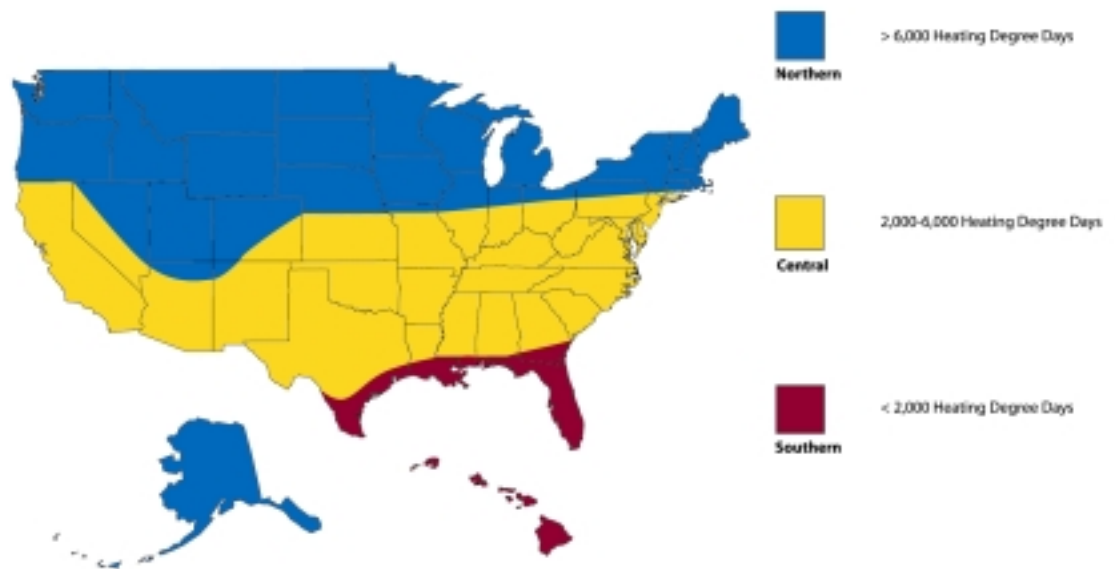 > 6,000 Heating Degree Days
Northern
2,000-6,000 Heating Degree Days
Central
< 2,000 Heating Degree Days
Southern